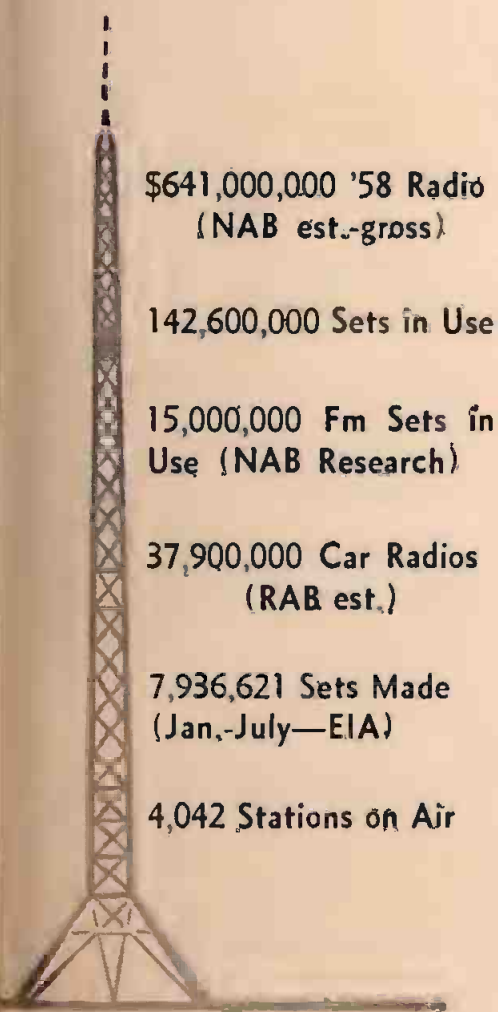 $641,000,000 '58 Radio
(NAB est.-gross)
142,600,000 Sets in Use
15,000,000 Fm Sets in
Use (NAB Research)
37,900,000 Car Radios
(RAB est.)
7,936,621 Sets Made
(Jan.-July—EIA)
4,042 Stations on Air